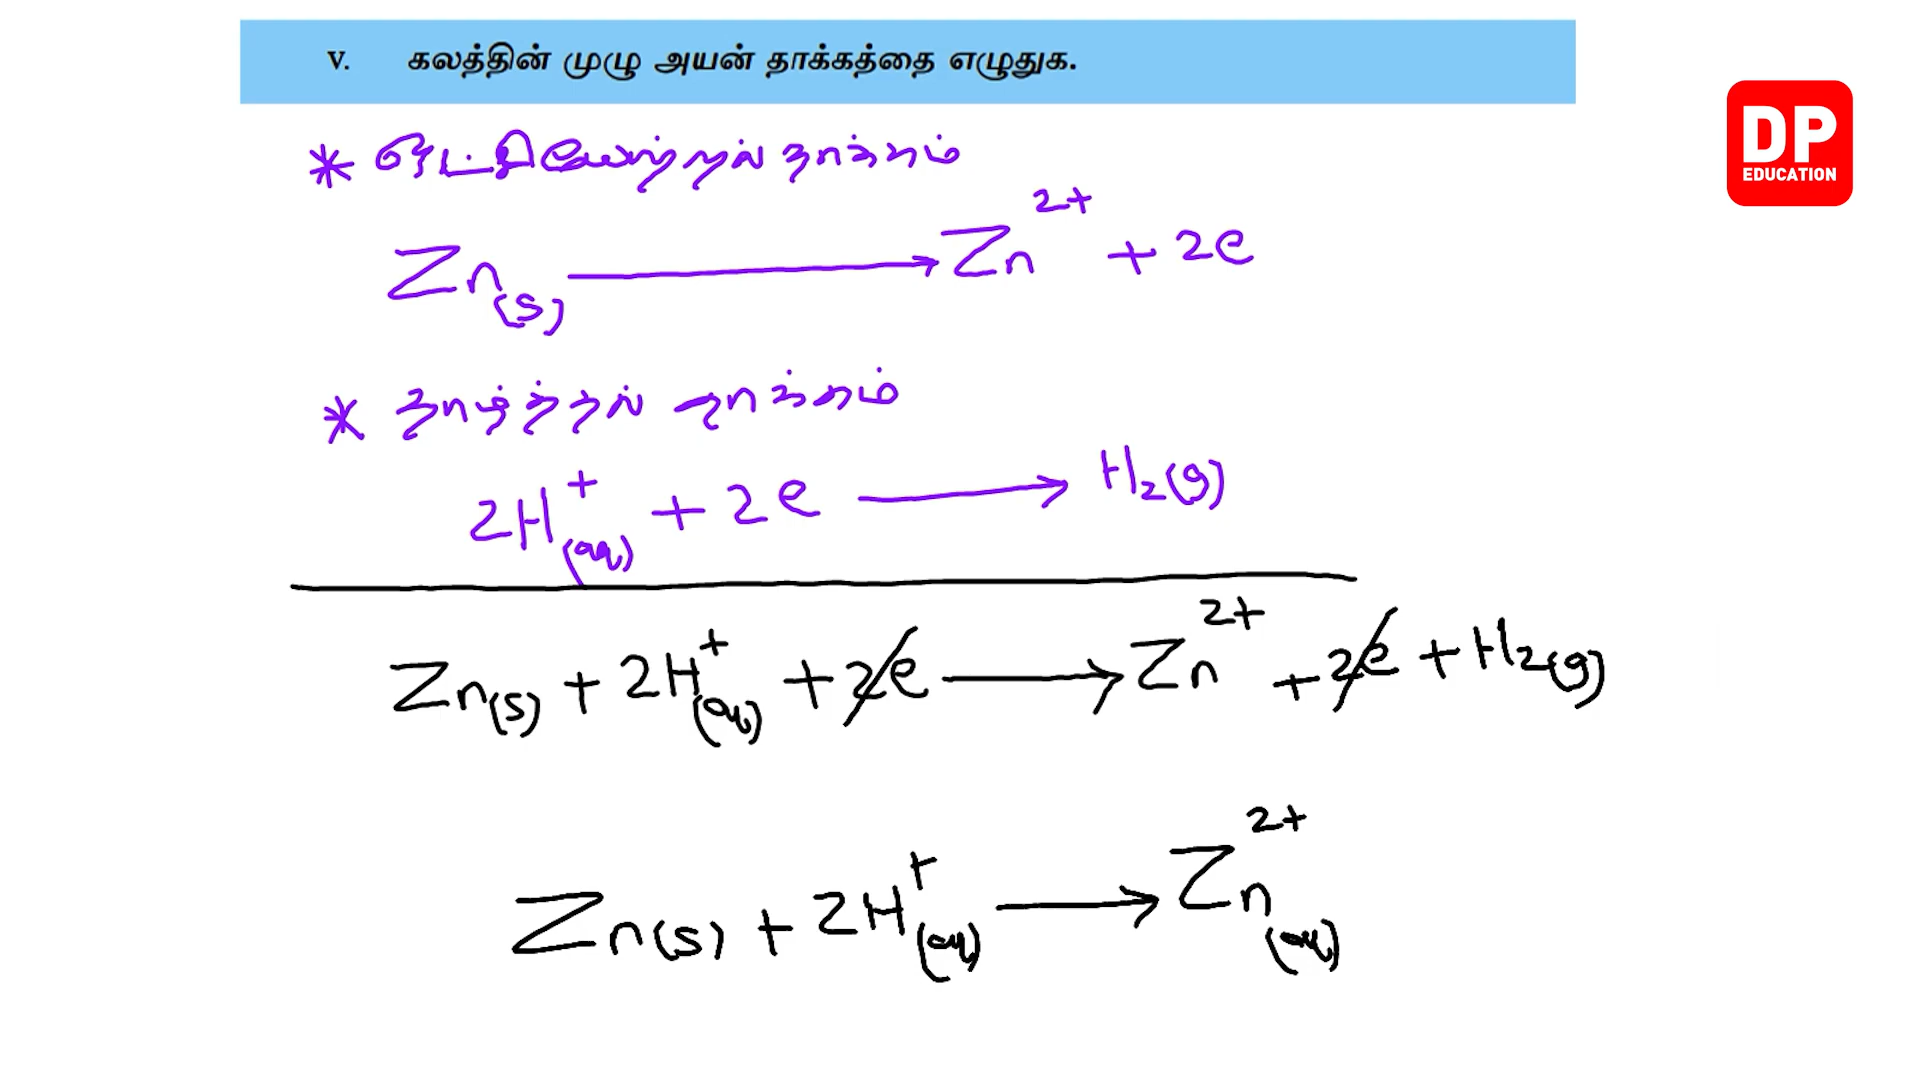 v. கலத்தின் முழு அயன் தாக்கத்தை எழுதுக.
DP
EDUCATION
* ஒட்சியேற்றல் தாக்கம்
Zn(s) ⟶ Zn²⁺ + 2e
* தாழ்த்தல் தாக்கம்
2H⁺(aq) + 2e ⟶ H₂(g)
Zn(s) + 2H⁺(aq) + 2e ⟶ Zn²⁺ + 2e + H₂(g)
Zn(s) + 2H⁺(aq) ⟶ Zn²⁺(aq)